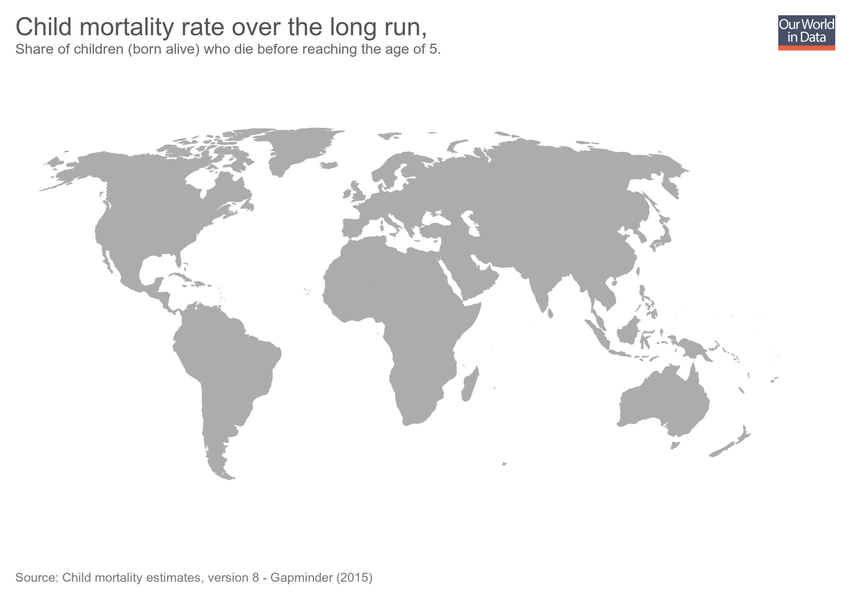 Child mortality rate over the long run,
Share of children (born alive) who die before reaching the age of 5.
Our World
in Data
Source: Child mortality estimates, version 8 - Gapminder (2015)